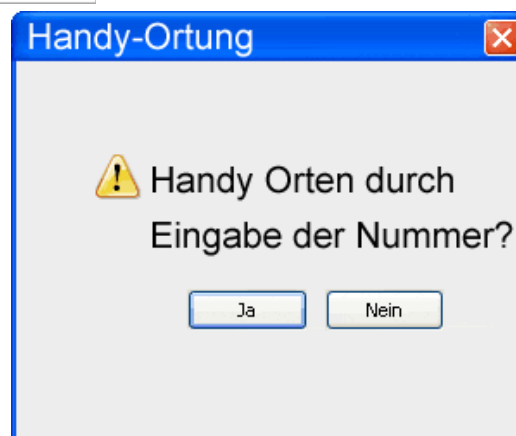 Handy-Ortung
Handy Orten durch
Eingabe der Nummer?
Ja
Nein